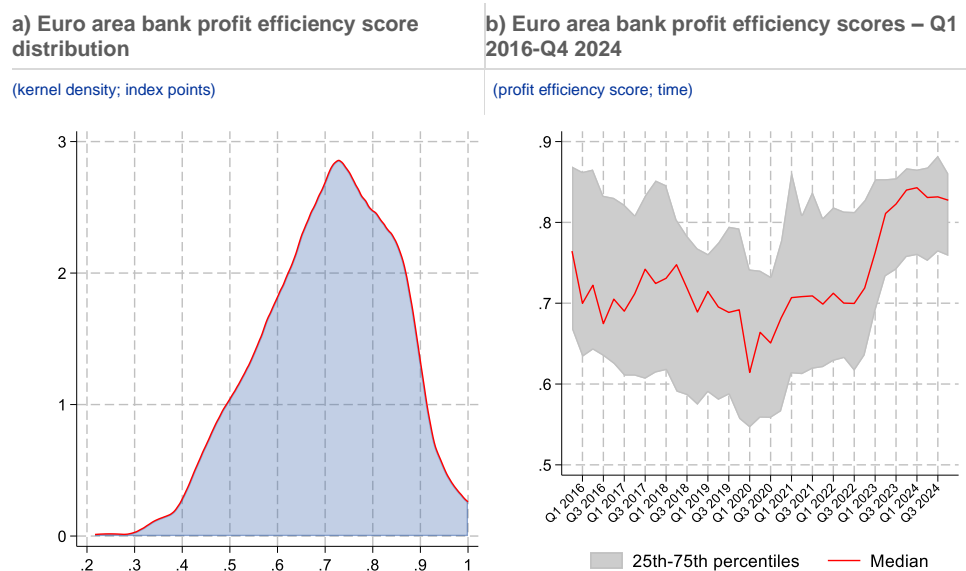 a) Euro area bank profit efficiency score
distribution
(kernel density; index points)
3
2
1
0
.2 .3 .4 .5 .6 .7 .8 .9 1
b) Euro area bank profit efficiency scores – Q1
2016-Q4 2024
(profit efficiency score; time)
.9
.8
.7
.6
.5
Q1 2016 Q3 2016 Q1 2017 Q3 2017 Q1 2018 Q3 2018 Q1 2019 Q3 2019 Q1 2020 Q3 2020 Q1 2021 Q3 2021 Q1 2022 Q3 2022 Q1 2023 Q3 2023 Q1 2024 Q3 2024
25th-75th percentiles Median